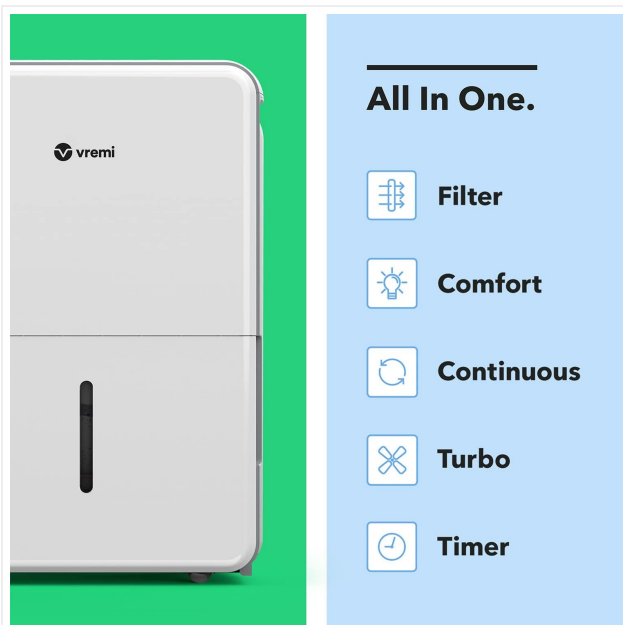 vremi
All In One.
Filter
Comfort
Continuous
Turbo
Timer